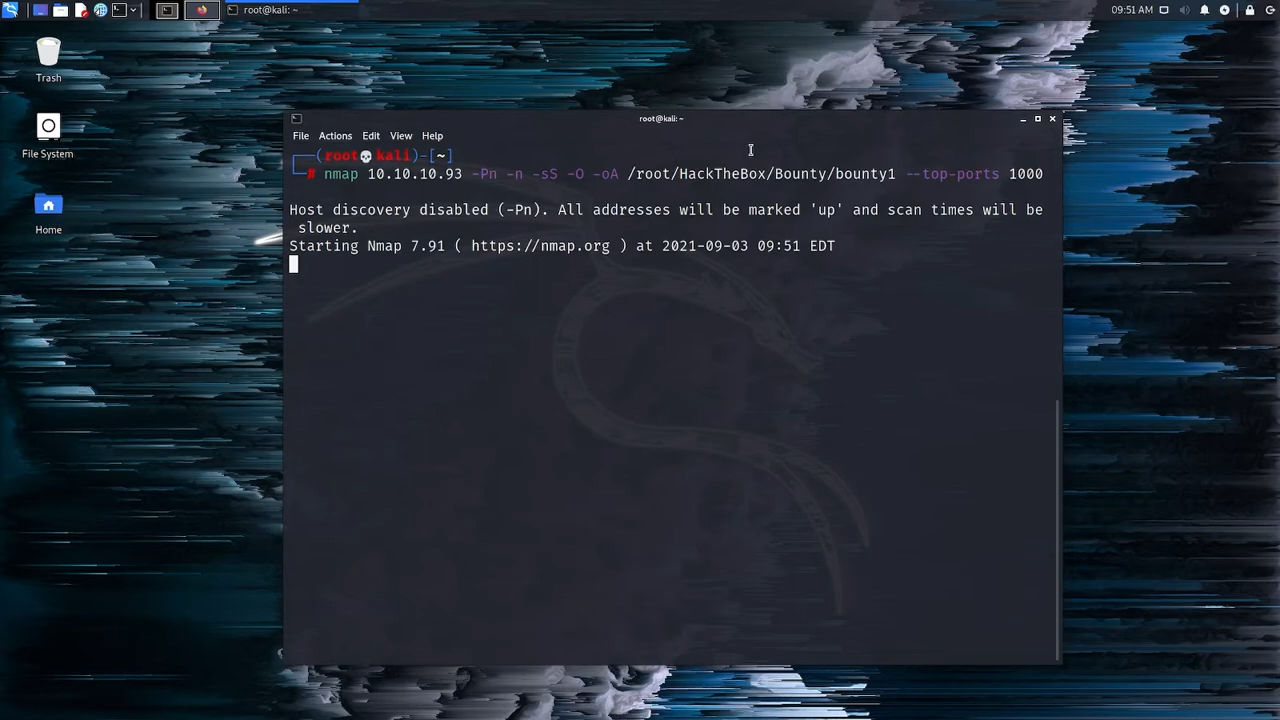 root@kali: ~
09:51 AM
Trash
File System
Home
root@kali: ~
File Actions Edit View Help
┌──(root💀kali)-[~]
└─# nmap 10.10.10.93 -Pn -n -sS -O -oA /root/HackTheBox/Bounty/bounty1 --top-ports 1000
Host discovery disabled (-Pn). All addresses will be marked 'up' and scan times will be
slower.
Starting Nmap 7.91 ( https://nmap.org ) at 2021-09-03 09:51 EDT